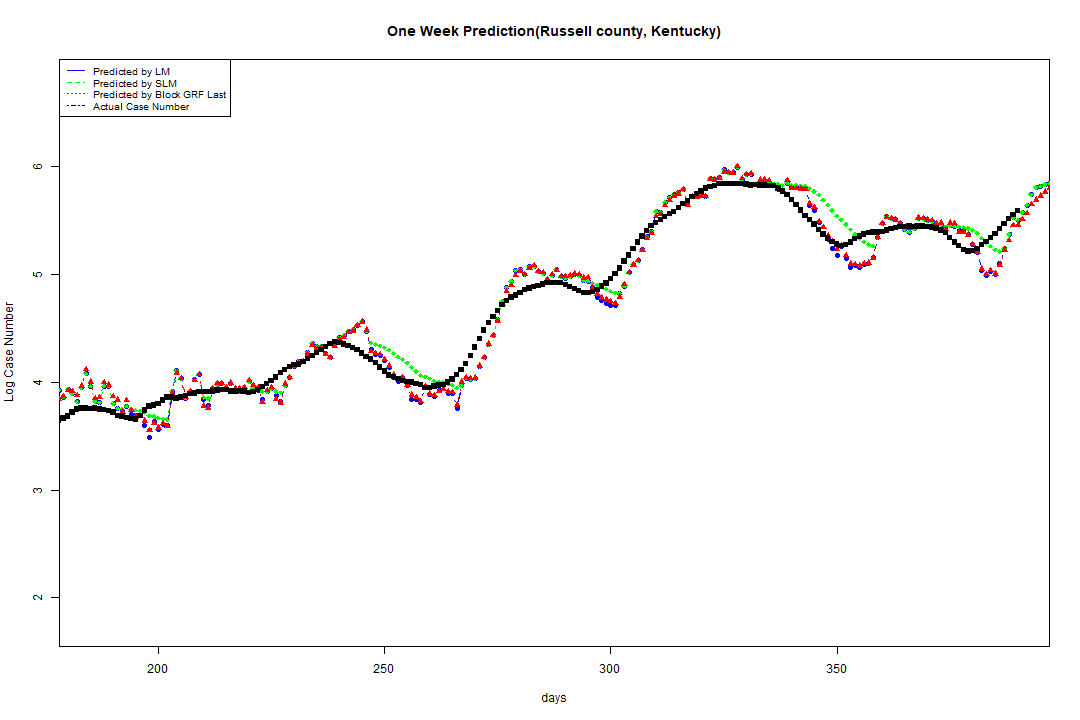 One Week Prediction(Russell county, Kentucky)
Predicted by LM
Predicted by SLM
Predicted by Block GRF Last
Actual Case Number
6
5
4
3
2
Log Case Number
200
250
300
350
days